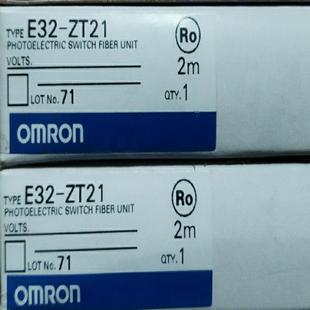 TYPE E32-ZT21 Ro
PHOTOELECTRIC SWITCH FIBER UNIT
VOLTS. 2m
LOT No. 71 QTY. 1
OMRON
TYPE E32-ZT21 Ro
PHOTOELECTRIC SWITCH FIBER UNIT
VOLTS. 2m
LOT No. 71 QTY. 1
OMRON